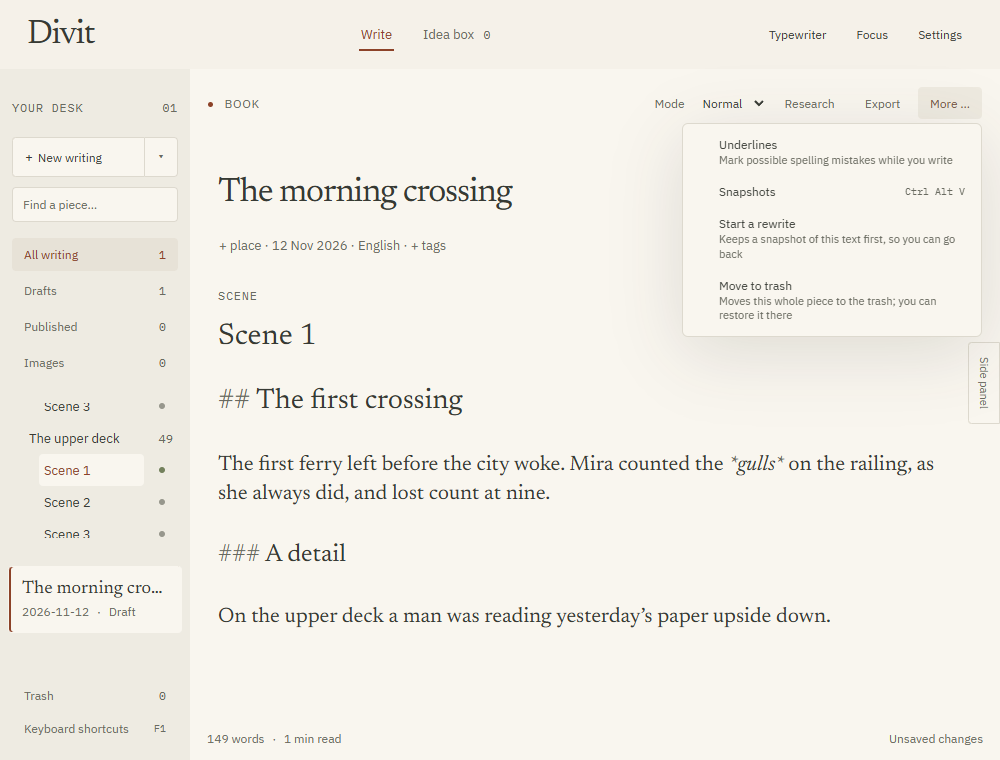 Divit
Write
Idea box 0
Typewriter
Focus
Settings
YOUR DESK 01
+ New writing
Find a piece...
All writing 1
Drafts 1
Published 0
Images 0
Scene 3
The upper deck 49
Scene 1
Scene 2
Scene 3
The morning cro...
2026-11-12 · Draft
Trash 0
Keyboard shortcuts F1
BOOK
Mode Normal
Research
Export
More ...
Underlines
Mark possible spelling mistakes while you write
Snapshots Ctrl Alt V
Start a rewrite
Keeps a snapshot of this text first, so you can go
back
Move to trash
Moves this whole piece to the trash; you can
restore it there
Side panel
The morning crossing
+ place · 12 Nov 2026 · English · + tags
SCENE
Scene 1
## The first crossing
The first ferry left before the city woke. Mira counted the *gulls* on the railing, as
she always did, and lost count at nine.
### A detail
On the upper deck a man was reading yesterday’s paper upside down.
149 words · 1 min read
Unsaved changes